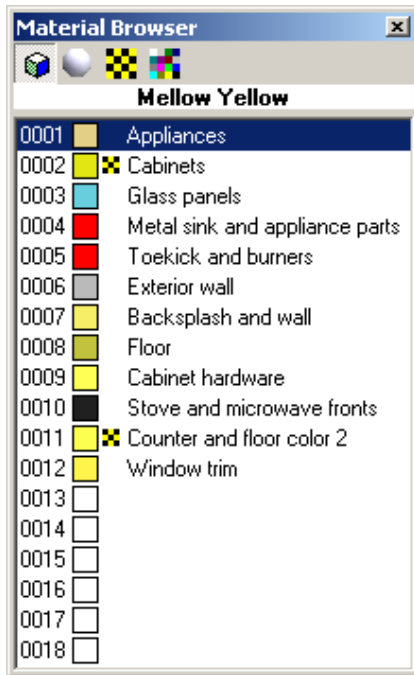 Material Browser
Mellow Yellow
0001 Appliances
0002 Cabinets
0003 Glass panels
0004 Metal sink and appliance parts
0005 Toekick and burners
0006 Exterior wall
0007 Backsplash and wall
0008 Floor
0009 Cabinet hardware
0010 Stove and microwave fronts
0011 Counter and floor color 2
0012 Window trim
0013
0014
0015
0016
0017
0018